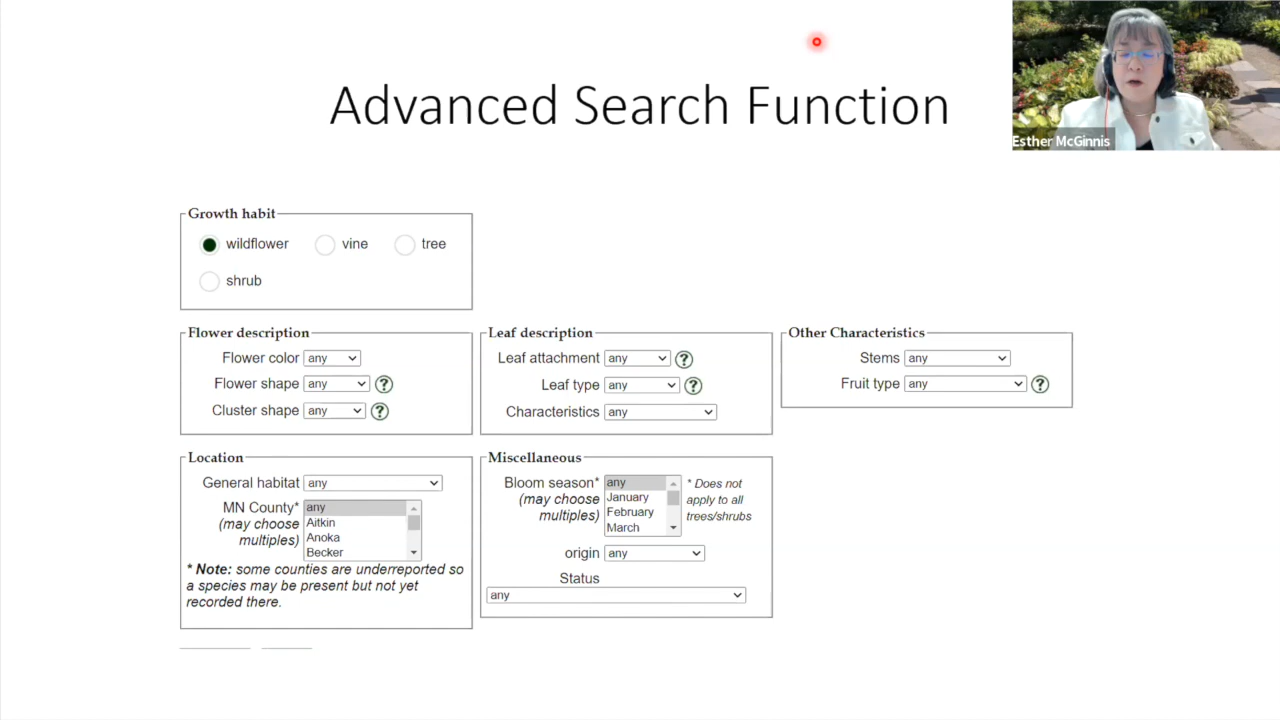 Advanced Search Function
Esther McGinnis
Growth habit
wildflower vine tree
shrub
Flower description
Flower color any
Flower shape any ?
Cluster shape any ?
Leaf description
Leaf attachment any ?
Leaf type any ?
Characteristics any
Other Characteristics
Stems any
Fruit type any ?
Location
General habitat any
MN County* any
(may choose Aitkin
multiples) Anoka
Becker
* Note: some counties are underreported so
a species may be present but not yet
recorded there.
Miscellaneous
Bloom season* any * Does not
(may choose January apply to all
multiples) February trees/shrubs
March
origin any
Status
any